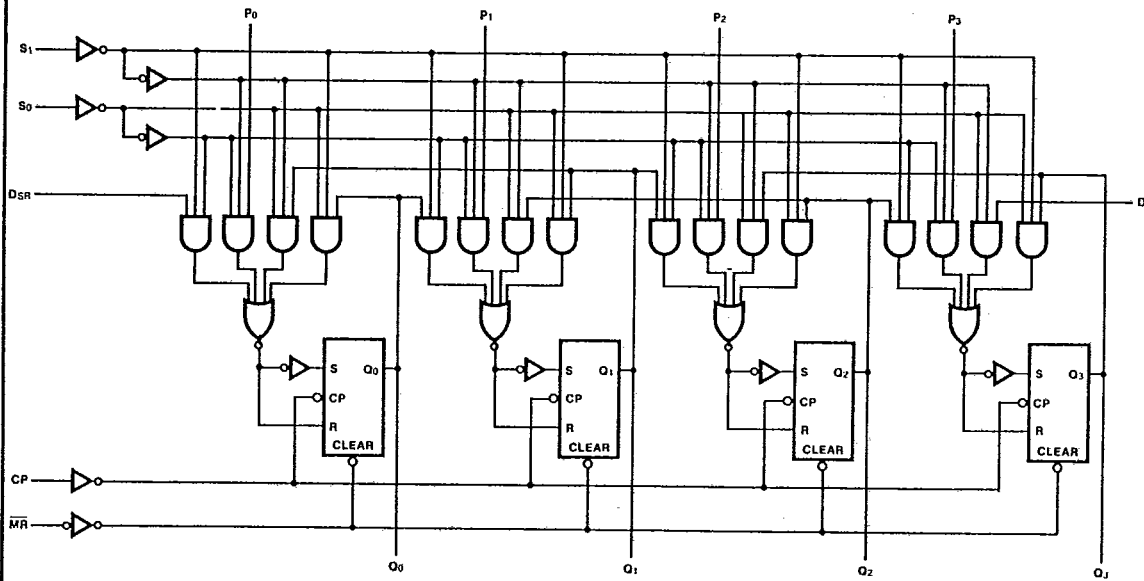 P0 P1 P2 P3
S1
S0
DSR
D
S Q0
CP
R
CLEAR
S Q1
CP
R
CLEAR
S Q2
CP
R
CLEAR
S Q3
CP
R
CLEAR
CP
MR
Q0 Q1 Q2 QJ